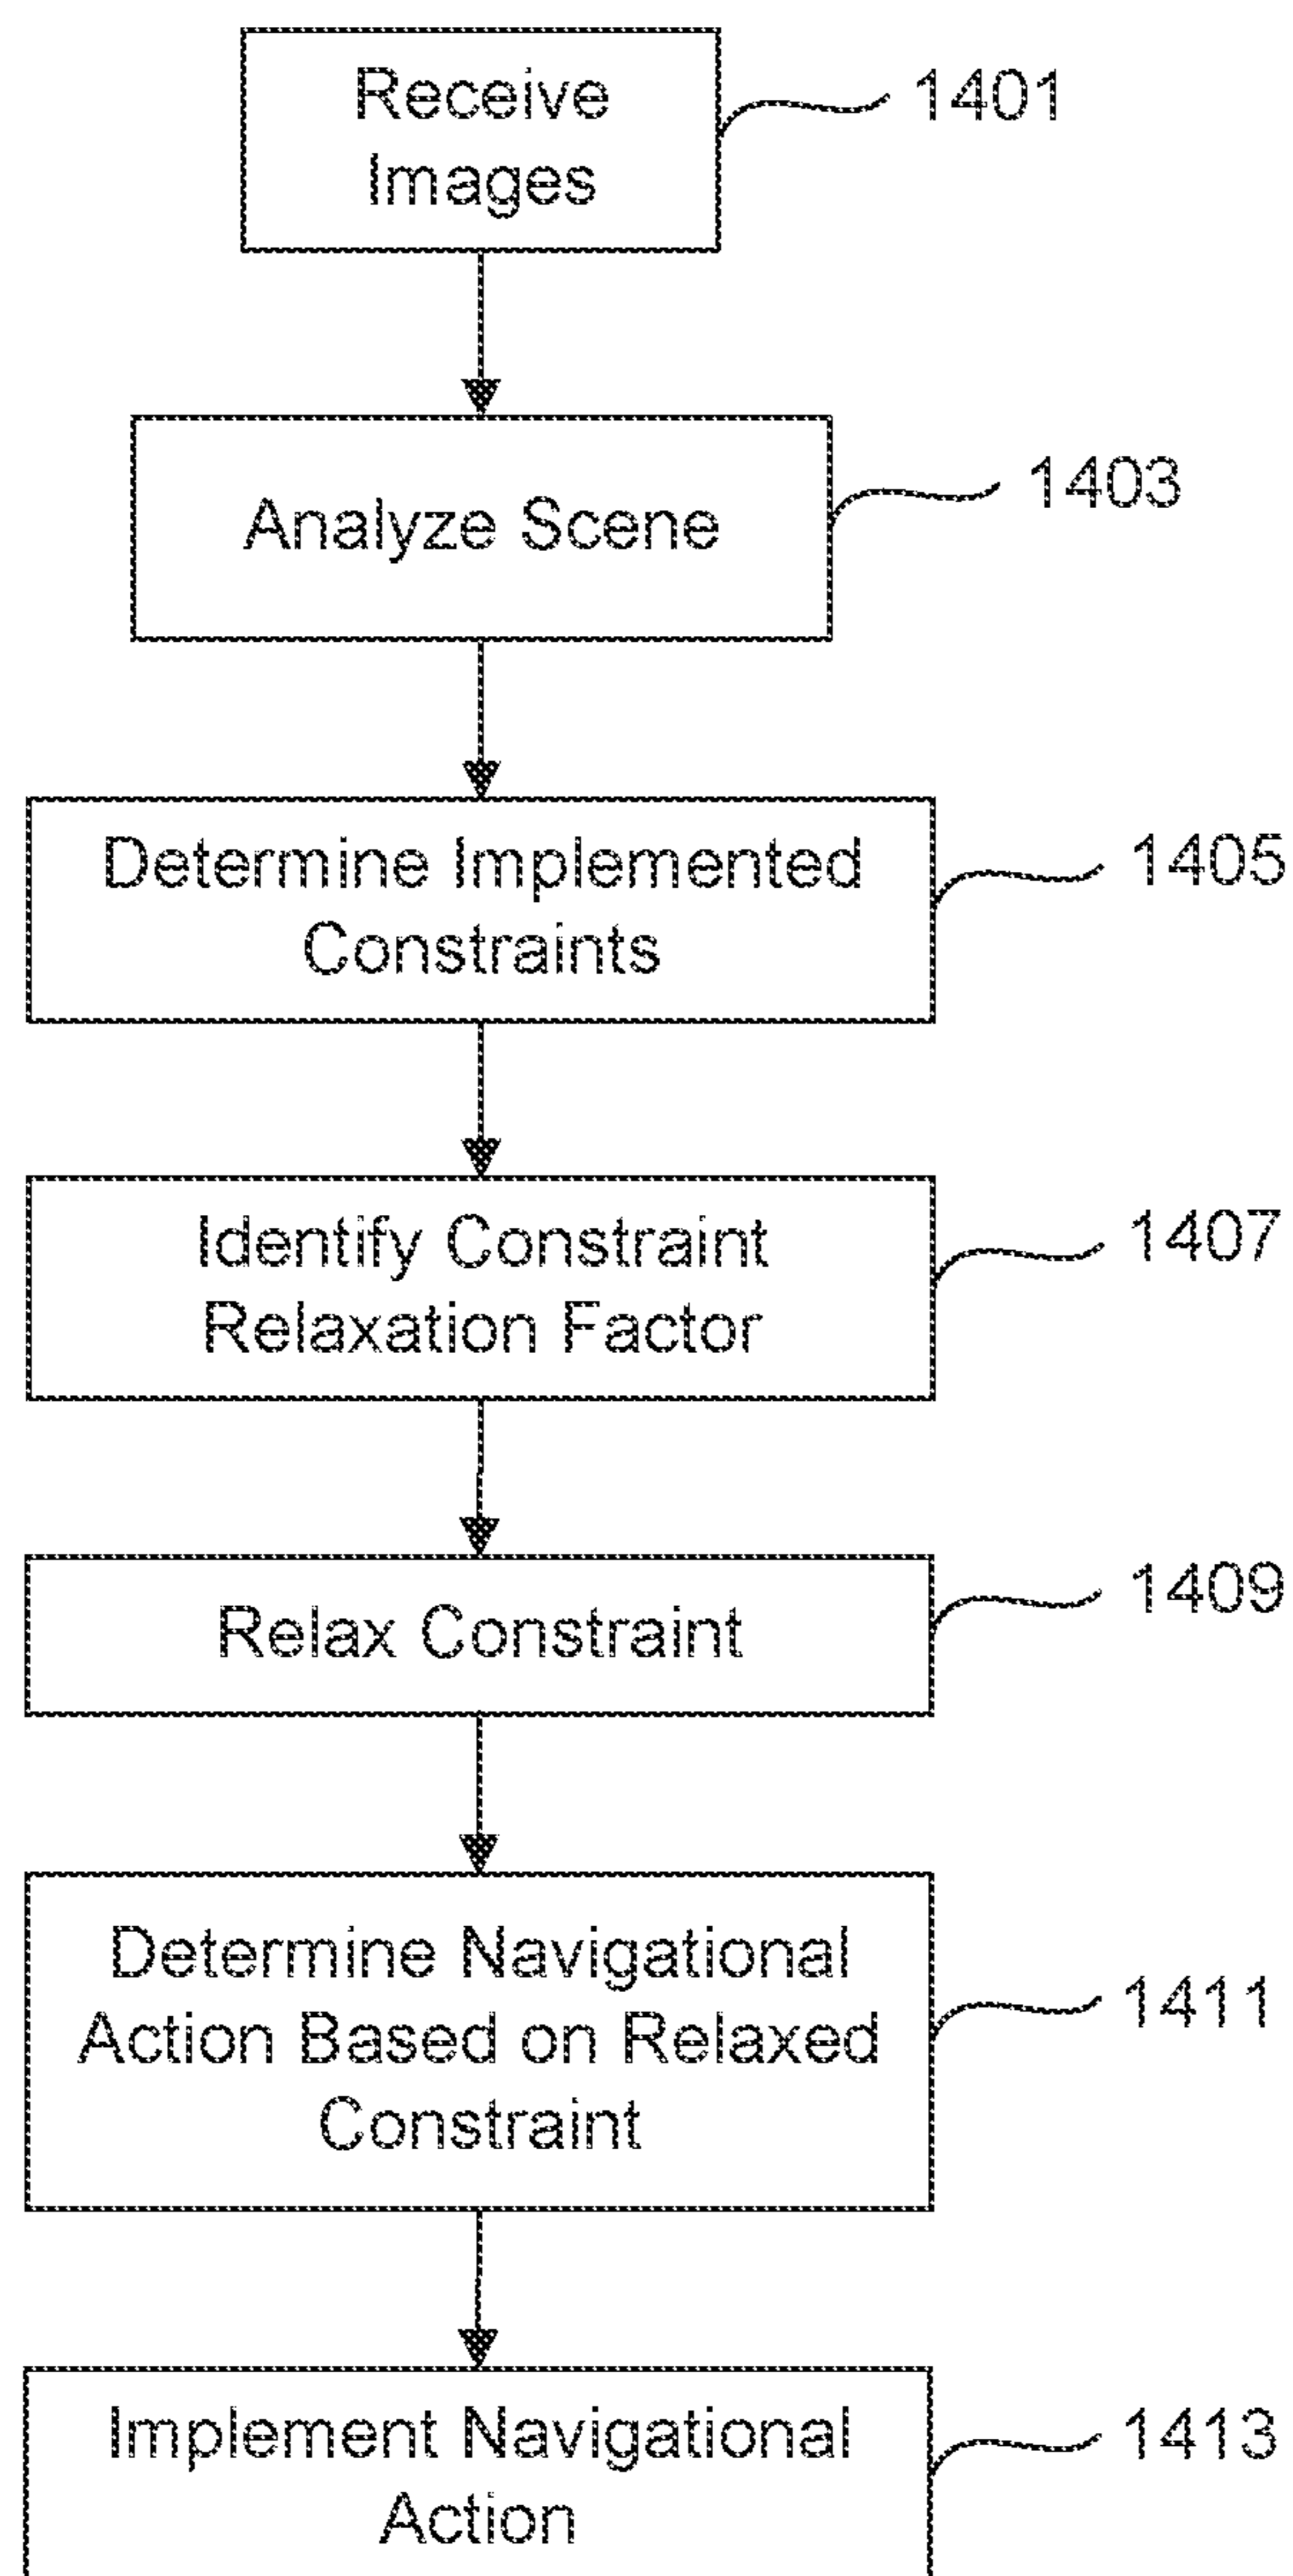 Receive
Images
1401
Analyze Scene
1403
Determine Implemented
Constraints
1405
Identify Constraint
Relaxation Factor
1407
Relax Constraint
1409
Determine Navigational
Action Based on Relaxed
Constraint
1411
Implement Navigational
Action
1413